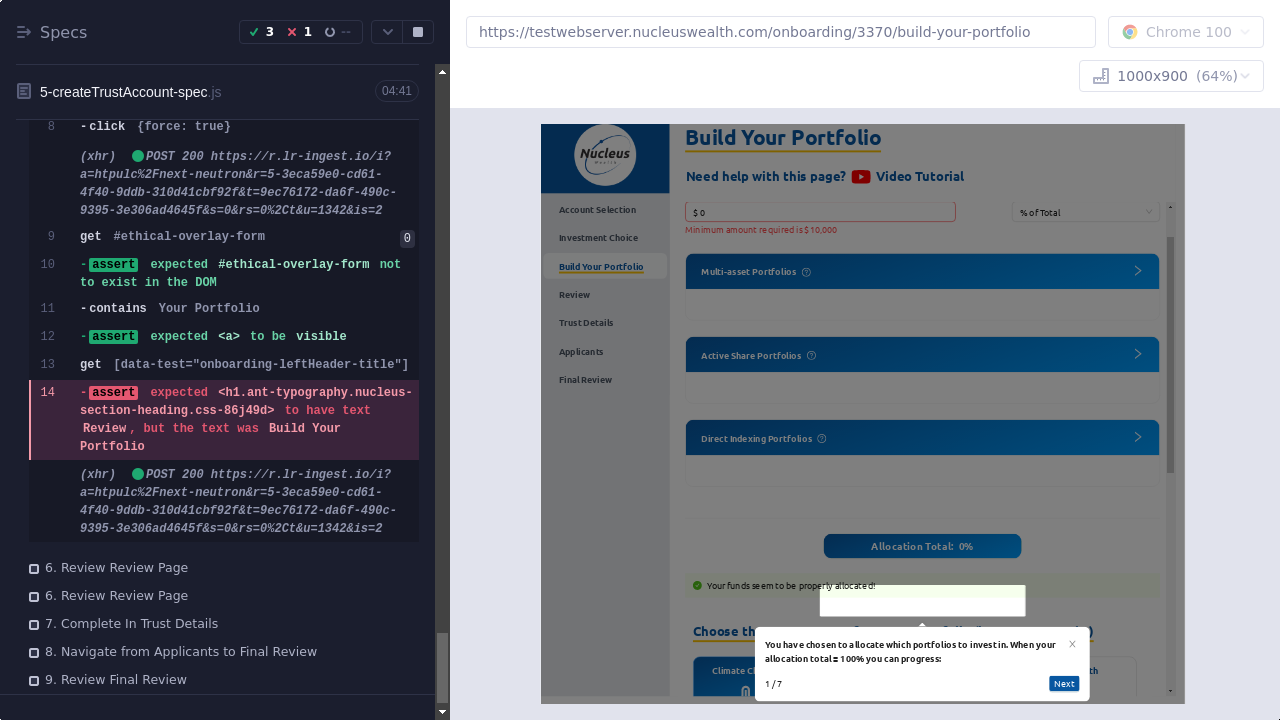 Specs
3
1
--
5-createTrustAccount-spec.js
04:41
8 -click {force: true}
(xhr) POST 200 https://r.lr-ingest.io/i?
a=htpulc%2Fnext-neutron&r=5-3eca59e0-cd61-
4f40-9ddb-310d41cbf92f&t=9ec76172-da6f-490c-
9395-3e306ad4645f&s=0&rs=0%2Ct&u=1342&is=2
9 get #ethical-overlay-form 0
10 -assert expected #ethical-overlay-form not
to exist in the DOM
11 -contains Your Portfolio
12 -assert expected <a> to be visible
13 get [data-test="onboarding-leftHeader-title"]
14 -assert expected <h1.ant-typography.nucleus-
section-heading.css-86j49d> to have text
Review, but the text was Build Your
Portfolio
(xhr) POST 200 https://r.lr-ingest.io/i?
a=htpulc%2Fnext-neutron&r=5-3eca59e0-cd61-
4f40-9ddb-310d41cbf92f&t=9ec76172-da6f-490c-
9395-3e306ad4645f&s=0&rs=0%2Ct&u=1342&is=2
6. Review Review Page
6. Review Review Page
7. Complete In Trust Details
8. Navigate from Applicants to Final Review
9. Review Final Review
https://testwebserver.nucleuswealth.com/onboarding/3370/build-your-portfolio
Chrome 100
1000x900 (64%)
Nucleus
Wealth
Account Selection
Investment Choice
Build Your Portfolio
Review
Trust Details
Applicants
Final Review
Build Your Portfolio
Need help with this page? Video Tutorial
$ 0
% of Total
Minimum amount required is $10,000
Multi-asset Portfolios
Active Share Portfolios
Direct Indexing Portfolios
Allocation Total: 0%
Your funds seem to be properly allocated!
Choose th
Climate Ch
You have chosen to allocate which portfolios to invest in. When your
allocation total = 100% you can progress:
1 / 7
Next